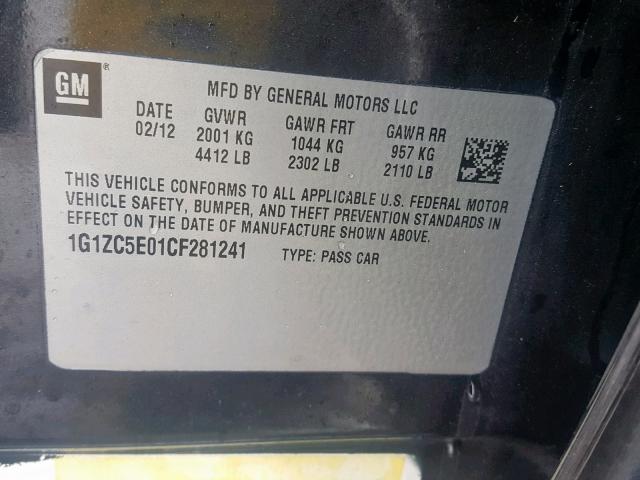 GM ®
MFD BY GENERAL MOTORS LLC
DATE GVWR GAWR FRT GAWR RR
02/12 2001 KG 1044 KG 957 KG
4412 LB 2302 LB 2110 LB
THIS VEHICLE CONFORMS TO ALL APPLICABLE U.S. FEDERAL MOTOR
VEHICLE SAFETY, BUMPER, AND THEFT PREVENTION STANDARDS IN
EFFECT ON THE DATE OF MANUFACTURE SHOWN ABOVE.
1G1ZC5E01CF281241 TYPE: PASS CAR